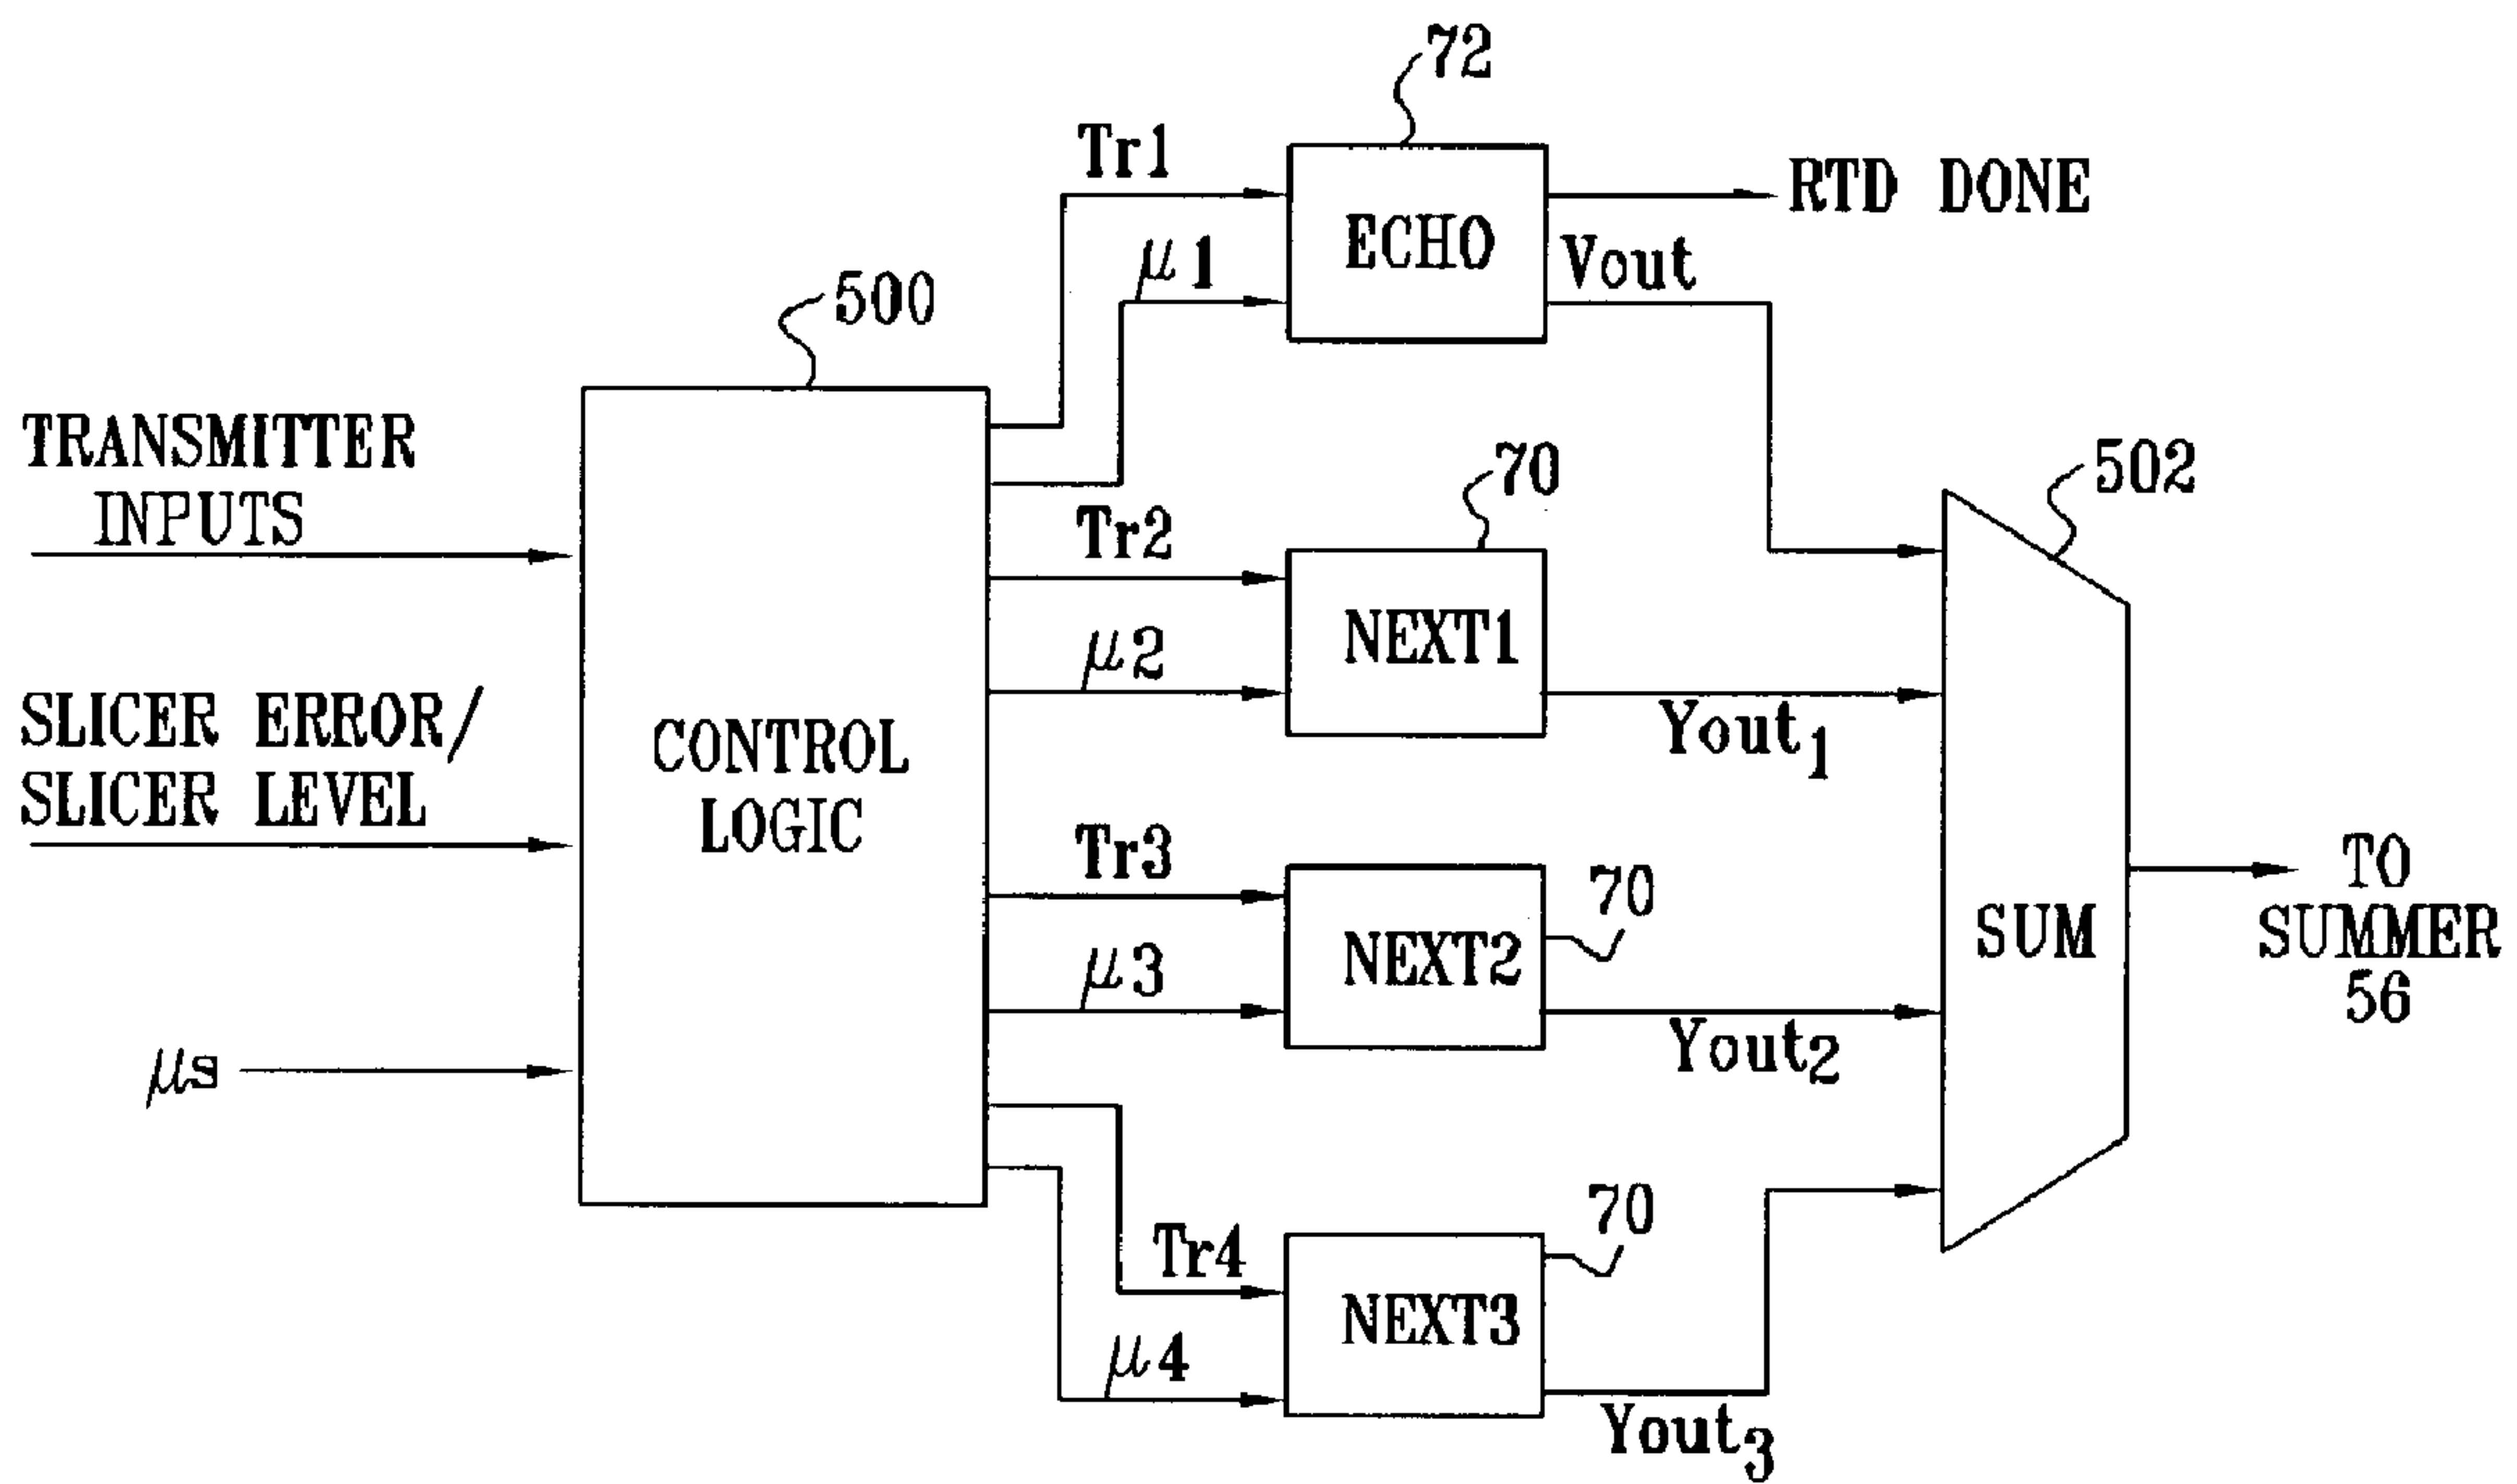 72
Tr1
RTD DONE
ECHO
μ1
Vout
500
TRANSMITTER
INPUTS
70
502
Tr2
NEXT1
μ2
Yout1
SLICER ERROR/
SLICER LEVEL
CONTROL
LOGIC
Tr3
70
NEXT2
μ3
Yout2
SUM
TO
SUMMER
56
μs
Tr4
70
NEXT3
μ4
Yout3